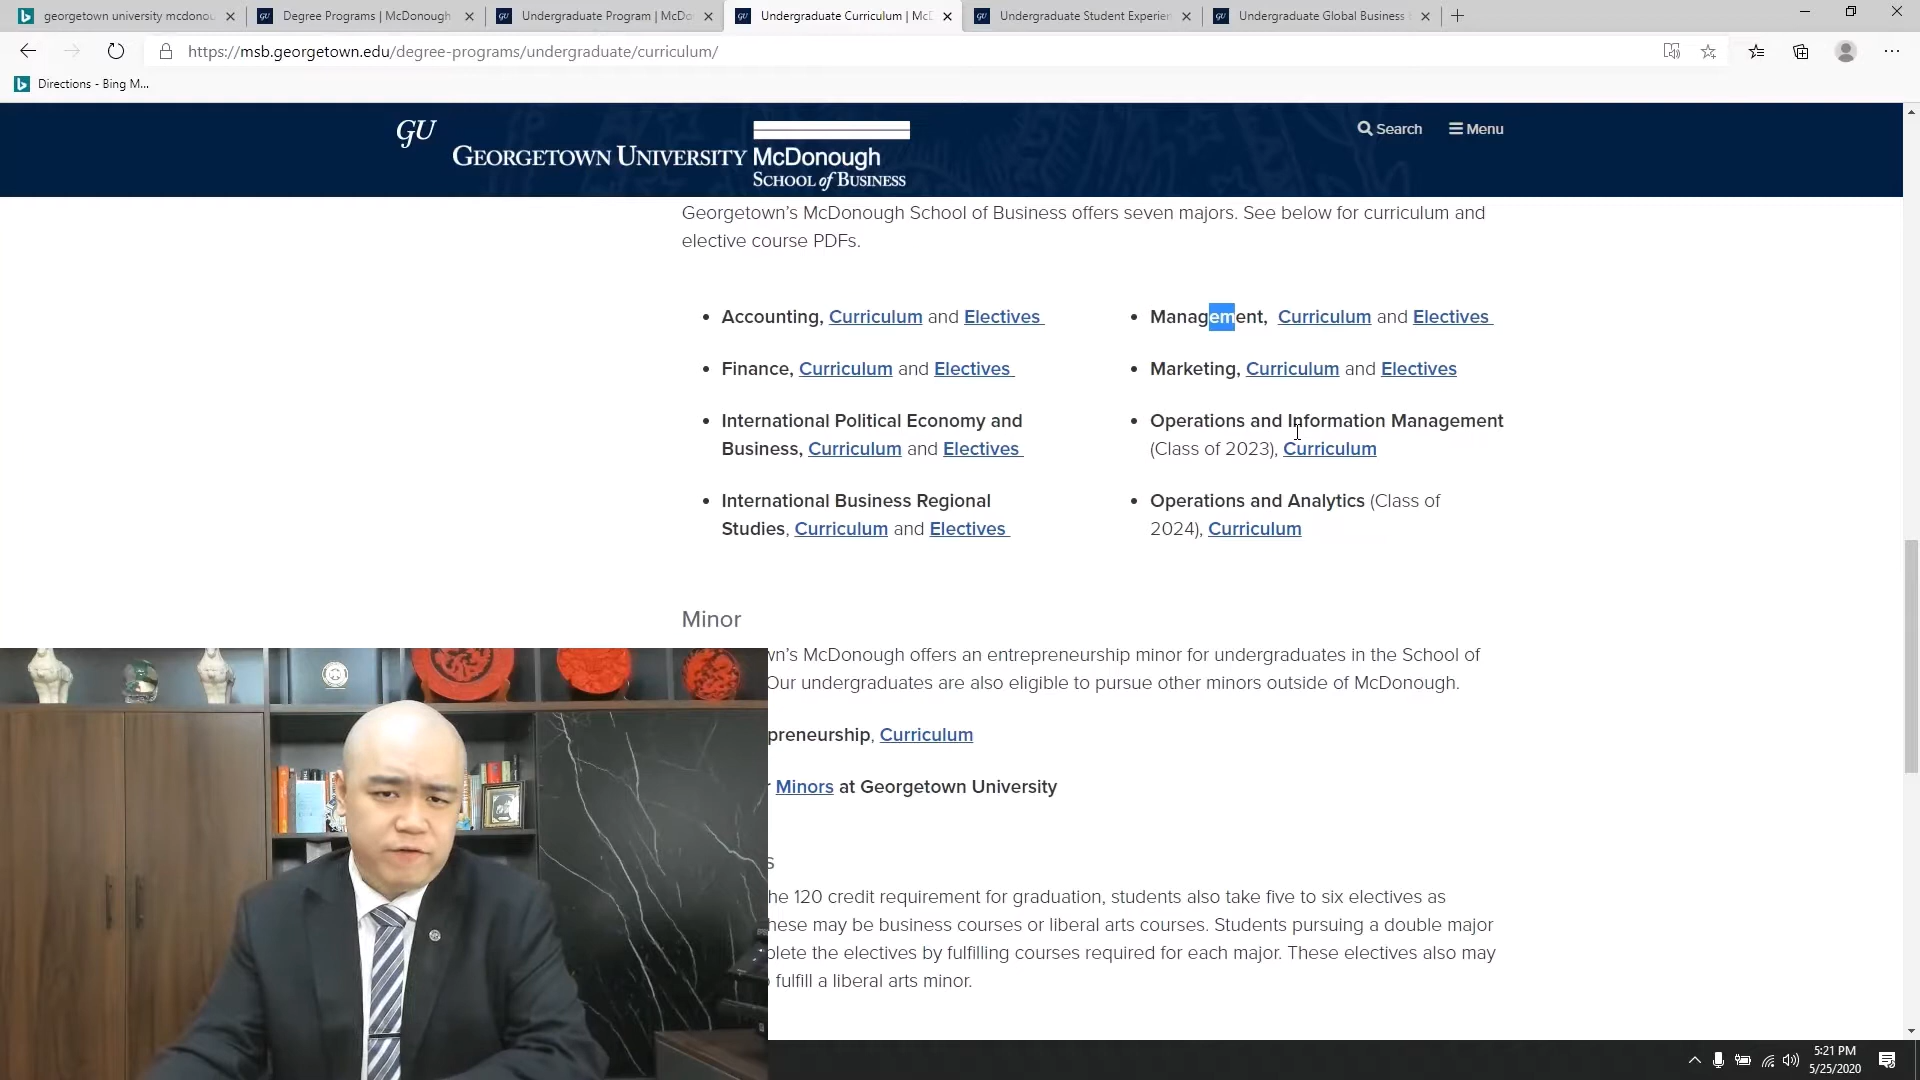 georgetown university mcdonou
Degree Programs | McDonough
Undergraduate Program | McDo
Undergraduate Curriculum | McD
Undergraduate Student Experien
Undergraduate Global Business
https://msb.georgetown.edu/degree-programs/undergraduate/curriculum/
Directions - Bing M...
GU
GEORGETOWN UNIVERSITY
McDonough
SCHOOL of BUSINESS
Search
Menu
Georgetown’s McDonough School of Business offers seven majors. See below for curriculum and
elective course PDFs.
Accounting, Curriculum and Electives
Finance, Curriculum and Electives
International Political Economy and
Business, Curriculum and Electives
International Business Regional
Studies, Curriculum and Electives
Management, Curriculum and Electives
Marketing, Curriculum and Electives
Operations and Information Management
(Class of 2023), Curriculum
Operations and Analytics (Class of
2024), Curriculum
Minor
wn’s McDonough offers an entrepreneurship minor for undergraduates in the School of
Our undergraduates are also eligible to pursue other minors outside of McDonough.
preneurship, Curriculum
r Minors at Georgetown University
s
he 120 credit requirement for graduation, students also take five to six electives as
hese may be business courses or liberal arts courses. Students pursuing a double major
plete the electives by fulfilling courses required for each major. These electives also may
fulfill a liberal arts minor.
5:21 PM
5/25/2020